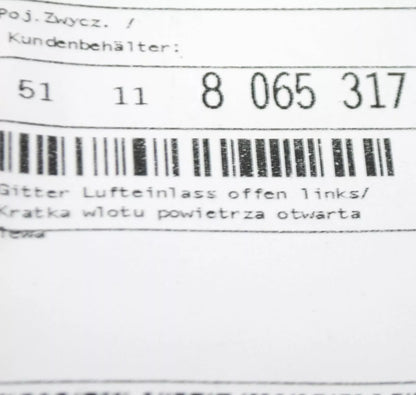 Poj.Zwycz. /
Kundenbehälter:
51 11 8 065 317
Gitter Lufteinlass offen links/
Kratka wlotu powietrza otwarta
lewa